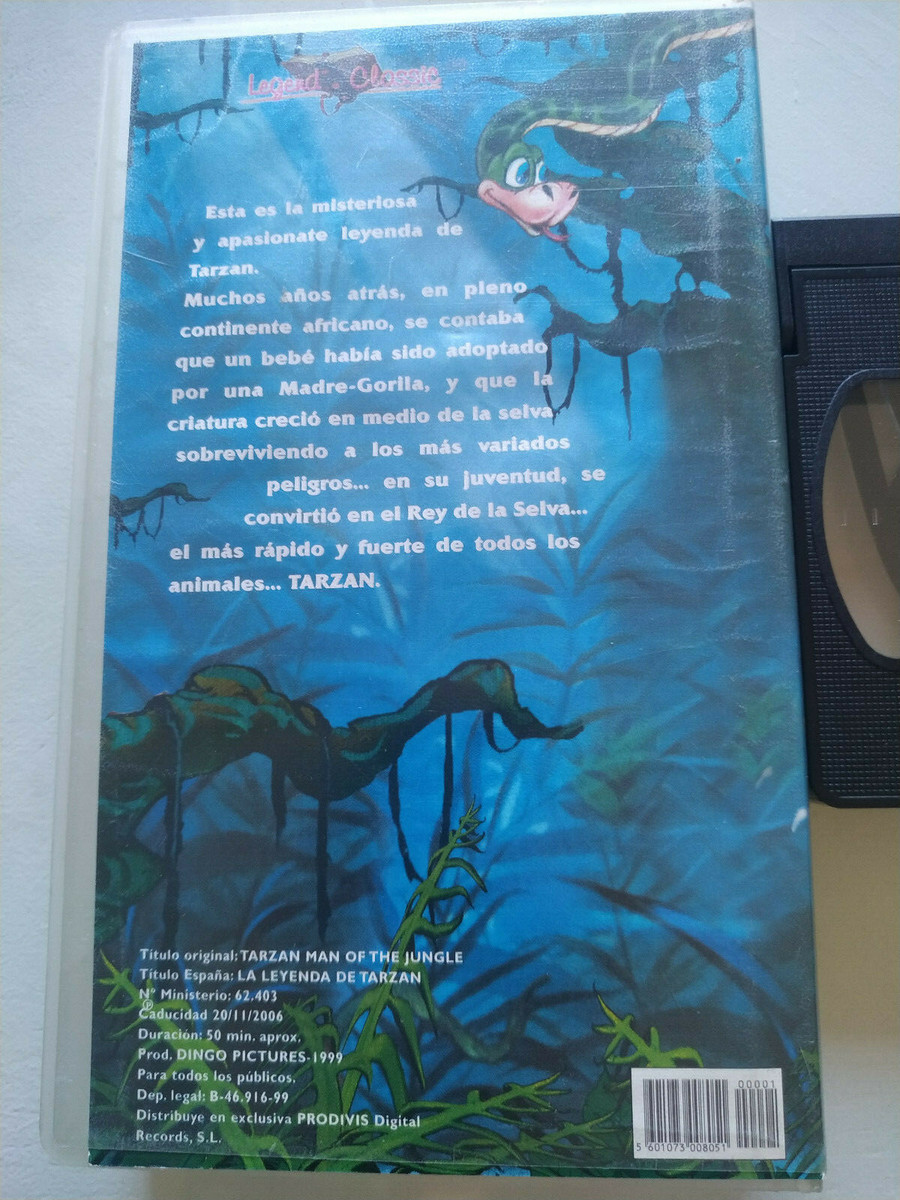 Legend Classic
Esta es la misteriosa
y apasionate leyenda de
Tarzan.
Muchos años atrás, en pleno
continente africano, se contaba
que un bebé había sido adoptado
por una Madre-Gorila, y que la
criatura creció en medio de la selva
sobreviviendo a los más variados
peligros... en su juventud, se
convirtió en el Rey de la Selva...
el más rápido y fuerte de todos los
animales... TARZAN.
Título original: TARZAN MAN OF THE JUNGLE
Título España: LA LEYENDA DE TARZAN
Nº Ministerio: 62.403
℗
Caducidad 20/11/2006
Duración: 50 min. aprox.
Prod. DINGO PICTURES-1999
Para todos los públicos.
Dep. legal: B-46.916-99
Distribuye en exclusiva PRODIVIS Digital
Records, S.L.
00001
5 601073 008051